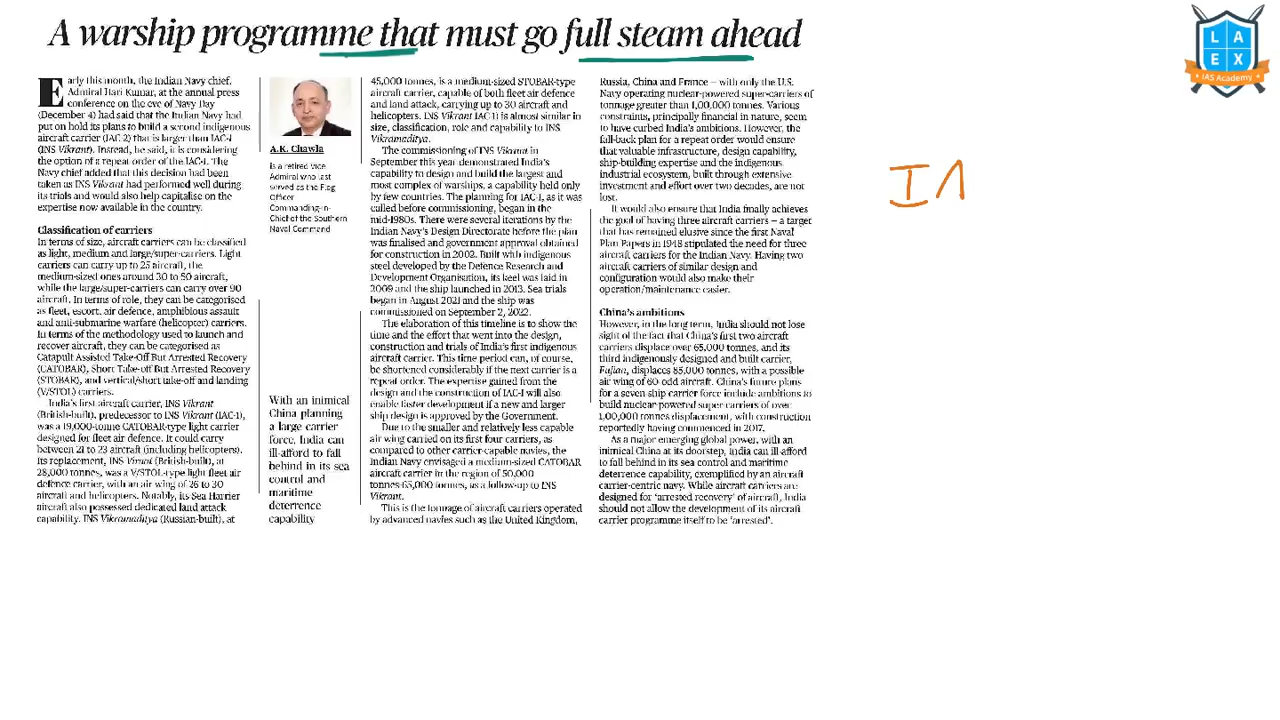 A warship programme that must go full steam ahead
Early this month, the Indian Navy chief,
Admiral Hari Kumar, at the annual press
conference on the eve of Navy Day
(December 4) had said that the Indian Navy had
put on hold its plans to build a second indigenous
aircraft carrier (IAC-2) that is larger than IAC-I
(INS Vikrant). Instead, he said, it is considering
the option of a repeat order of the IAC-I. The
Navy chief added that this decision had been
taken as INS Vikrant had performed well during
its trials and would also help capitalise on the
expertise now available in the country.
Classification of carriers
In terms of size, aircraft carriers can be classified
as light, medium and large/super-carriers. Light
carriers can carry up to 25 aircraft, the
medium-sized ones around 30 to 50 aircraft,
while the large/super-carriers can carry over 90
aircraft. In terms of role, they can be categorised
as fleet, escort, air defence, amphibious assault
and anti-submarine warfare (helicopter) carriers.
In terms of the methodology used to launch and
recover aircraft, they can be categorised as
Catapult Assisted Take-Off But Arrested Recovery
(CATOBAR), Short Take-off But Arrested Recovery
(STOBAR), and vertical/short take-off and landing
(V/STOL) carriers.
India's first aircraft carrier, INS Vikrant
(British-built), predecessor to INS Vikrant (IAC-1),
was a 19,000-tonne CATOBAR-type light carrier
designed for fleet air defence. It could carry
between 21 to 23 aircraft (including helicopters).
Its replacement, INS Viraat (British-built), at
28,000 tonnes, was a V/STOL-type light fleet air
defence carrier, with an air wing of 26 to 30
aircraft and helicopters. Notably, its Sea Harrier
aircraft also possessed dedicated land attack
capability. INS Vikramaditya (Russian-built), at
A.K. Chawla
is a retired Vice
Admiral who last
served as the Flag
Officer
Commanding-in-
Chief of the Southern
Naval Command
With an inimical
China planning
a large carrier
force, India can
ill-afford to fall
behind in its sea
control and
maritime
deterrence
capability
45,000 tonnes, is a medium-sized STOBAR-type
aircraft carrier, capable of both fleet air defence
and land attack, carrying up to 30 aircraft and
helicopters. INS Vikrant (IAC-1) is almost similar in
size, classification, role and capability to INS
Vikramaditya.
The commissioning of INS Vikrant in
September this year demonstrated India's
capability to design and build the largest and
most complex of warships, a capability held only
by few countries. The planning for IAC-1, as it was
called before commissioning, began in the
mid-1980s. There were several iterations by the
Indian Navy's Design Directorate before the plan
was finalised and government approval obtained
for construction in 2002. Built with indigenous
steel developed by the Defence Research and
Development Organisation, its keel was laid in
2009 and the ship launched in 2013. Sea trials
began in August 2021 and the ship was
commissioned on September 2, 2022.
The elaboration of this timeline is to show the
time and the effort that went into the design,
construction and trials of India's first indigenous
aircraft carrier. This time period can, of course,
be shortened considerably if the next carrier is a
repeat order. The expertise gained from the
design and the construction of IAC-I will also
enable faster development if a new and larger
ship design is approved by the Government.
Due to the smaller and relatively less capable
air wing carried on its first four carriers, as
compared to other carrier-capable navies, the
Indian Navy envisaged a medium-sized CATOBAR
aircraft carrier in the region of 50,000
tonnes-65,000 tonnes, as a follow-up to INS
Vikrant.
This is the tonnage of aircraft carriers operated
by advanced navies such as the United Kingdom,
Russia, China and France — with only the U.S.
Navy operating nuclear-powered super-carriers of
tonnage greater than 1,00,000 tonnes. Various
constraints, principally financial in nature, seem
to have curbed India's ambitions. However, the
fall-back plan for a repeat order would ensure
that valuable infrastructure, design capability,
ship-building expertise and the indigenous
industrial ecosystem, built through extensive
investment and effort over two decades, are not
lost.
It would also ensure that India finally achieves
the goal of having three aircraft carriers — a target
that has remained elusive since the first Naval
Plan Papers in 1948 stipulated the need for three
aircraft carriers for the Indian Navy. Having two
aircraft carriers of similar design and
configuration would also make their
operation/maintenance easier.
China's ambitions
However, in the long term, India should not lose
sight of the fact that China's first two aircraft
carriers displace over 65,000 tonnes, and its
third indigenously designed and built carrier,
Fujian, displaces 85,000 tonnes, with a possible
air wing of 60-odd aircraft. China's future plans
for a seven ship carrier force include ambitions to
build nuclear-powered super carriers of over
1,00,000 tonnes displacement, with construction
reportedly having commenced in 2017.
As a major emerging global power, with an
inimical China at its doorstep, India can ill-afford
to fall behind in its sea control and maritime
deterrence capability, exemplified by an aircraft
carrier-centric navy. While aircraft carriers are
designed for 'arrested recovery' of aircraft, India
should not allow the development of its aircraft
carrier programme itself to be 'arrested'.
LA
EX
IAS Academy